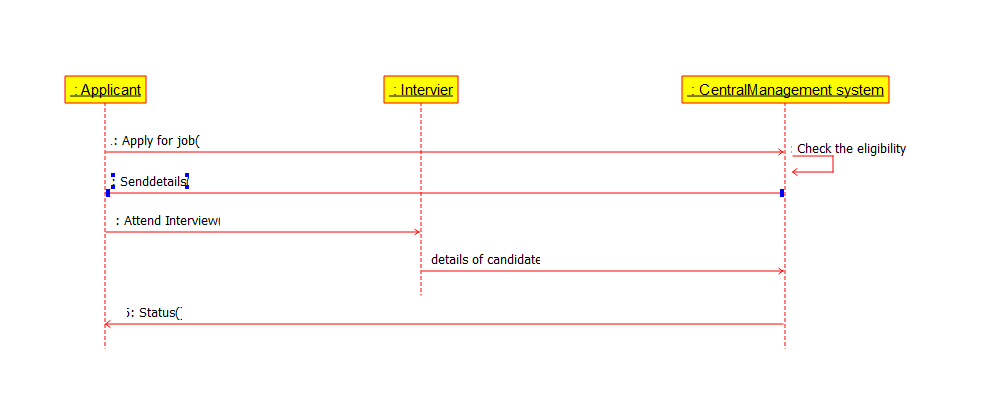 : Applicant
: Intervier
: CentralManagement system
: Apply for job(
: Check the eligibility
: Senddetails(
: Attend Interview(
details of candidate
: Status(